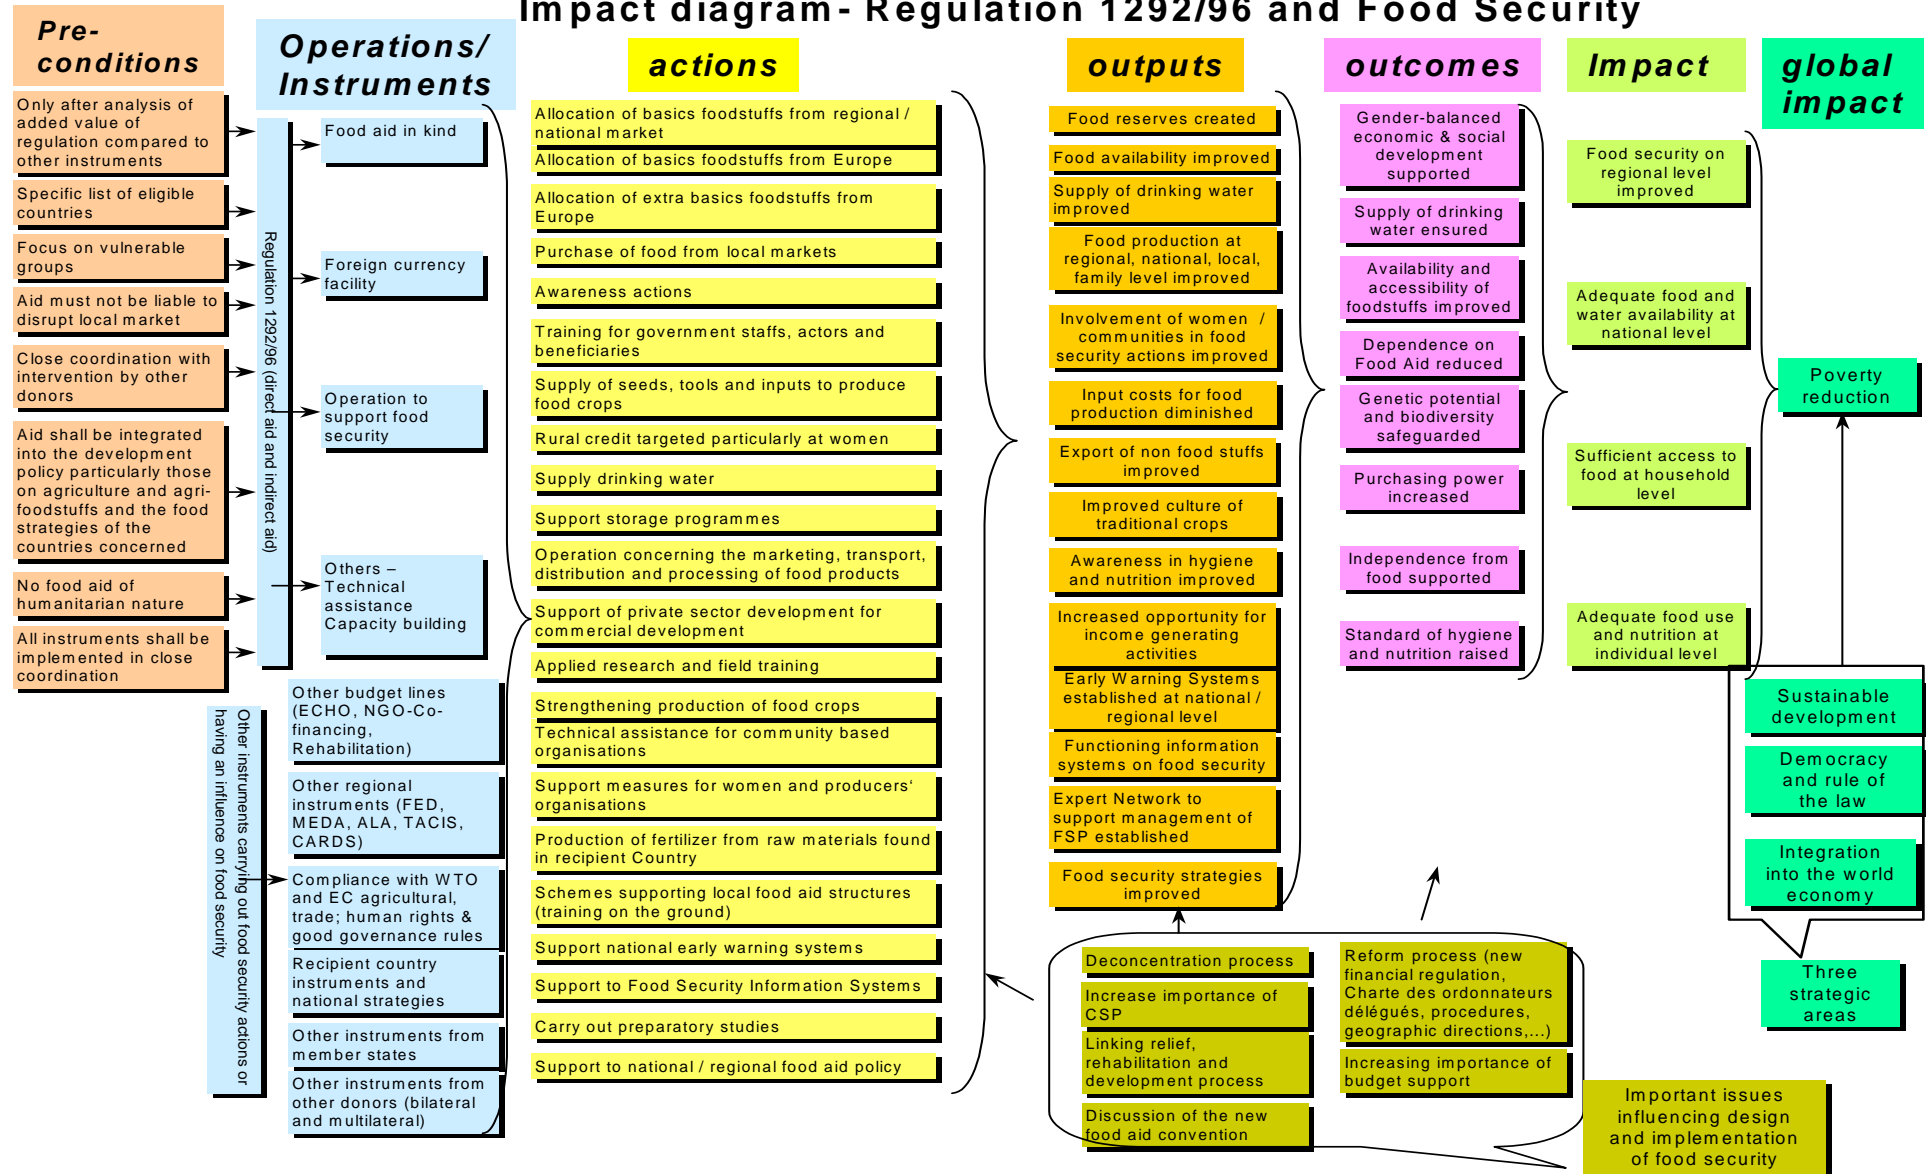 Impact diagram- Regulation 1292/96 and Food Security
Pre-
conditions
Only after analysis of
added value of
regulation compared to
other instruments
Specific list of eligible
countries
Focus on vulnerable
groups
Aid must not be liable to
disrupt local market
Close coordination with
intervention by other
donors
Aid shall be integrated
into the development
policy particularly those
on agriculture and agri-
foodstuffs and the food
strategies of the
countries concerned
No food aid of
humanitarian nature
All instruments shall be
implemented in close
coordination
Operations/
Instruments
Regulation 1292/96 (direct aid and indirect aid)
Food aid in kind
Foreign currency
facility
Operation to
support food
security
Others –
Technical
assistance
Capacity building
Other instruments carrying out food security actions or
having an influence on food security
Other budget lines
(ECHO, NGO-Co-
financing,
Rehabilitation)
Other regional
instruments (FED,
MEDA, ALA, TACIS,
CARDS)
Compliance with WTO
and EC agricultural,
trade; human rights &
good governance rules
Recipient country
instruments and
national strategies
Other instruments from
member states
Other instruments from
other donors (bilateral
and multilateral)
actions
Allocation of basics foodstuffs from regional /
national market
Allocation of basics foodstuffs from Europe
Allocation of extra basics foodstuffs from
Europe
Purchase of food from local markets
Awareness actions
Training for government staffs, actors and
beneficiaries
Supply of seeds, tools and inputs to produce
food crops
Rural credit targeted particularly at women
Supply drinking water
Support storage programmes
Operation concerning the marketing, transport,
distribution and processing of food products
Support of private sector development for
commercial development
Applied research and field training
Strengthening production of food crops
Technical assistance for community based
organisations
Support measures for women and producers‘
organisations
Production of fertilizer from raw materials found
in recipient Country
Schemes supporting local food aid structures
(training on the ground)
Support national early warning systems
Support to Food Security Information Systems
Carry out preparatory studies
Support to national / regional food aid policy
outputs
Food reserves created
Food availability improved
Supply of drinking water
improved
Food production at
regional, national, local,
family level improved
Involvement of women /
communities in food
security actions improved
Input costs for food
production diminished
Export of non food stuffs
improved
Improved culture of
traditional crops
Awareness in hygiene
and nutrition improved
Increased opportunity for
income generating
activities
Early Warning Systems
established at national /
regional level
Functioning information
systems on food security
Expert Network to
support management of
FSP established
Food security strategies
improved
outcomes
Gender-balanced
economic & social
development
supported
Supply of drinking
water ensured
Availability and
accessibility of
foodstuffs improved
Dependence on
Food Aid reduced
Genetic potential
and biodiversity
safeguarded
Purchasing power
increased
Independence from
food supported
Standard of hygiene
and nutrition raised
Impact
Food security on
regional level
improved
Adequate food and
water availability at
national level
Sufficient access to
food at household
level
Adequate food use
and nutrition at
individual level
global
impact
Poverty
reduction
Sustainable
development
Democracy
and rule of
the law
Integration
into the world
economy
Three
strategic
areas
Deconcentration process
Increase importance of
CSP
Linking relief,
rehabilitation and
development process
Discussion of the new
food aid convention
Reform process (new
financial regulation,
Charte des ordonnateurs
délégués, procedures,
geographic directions,...)
Increasing importance of
budget support
Important issues
influencing design
and implementation
of food security